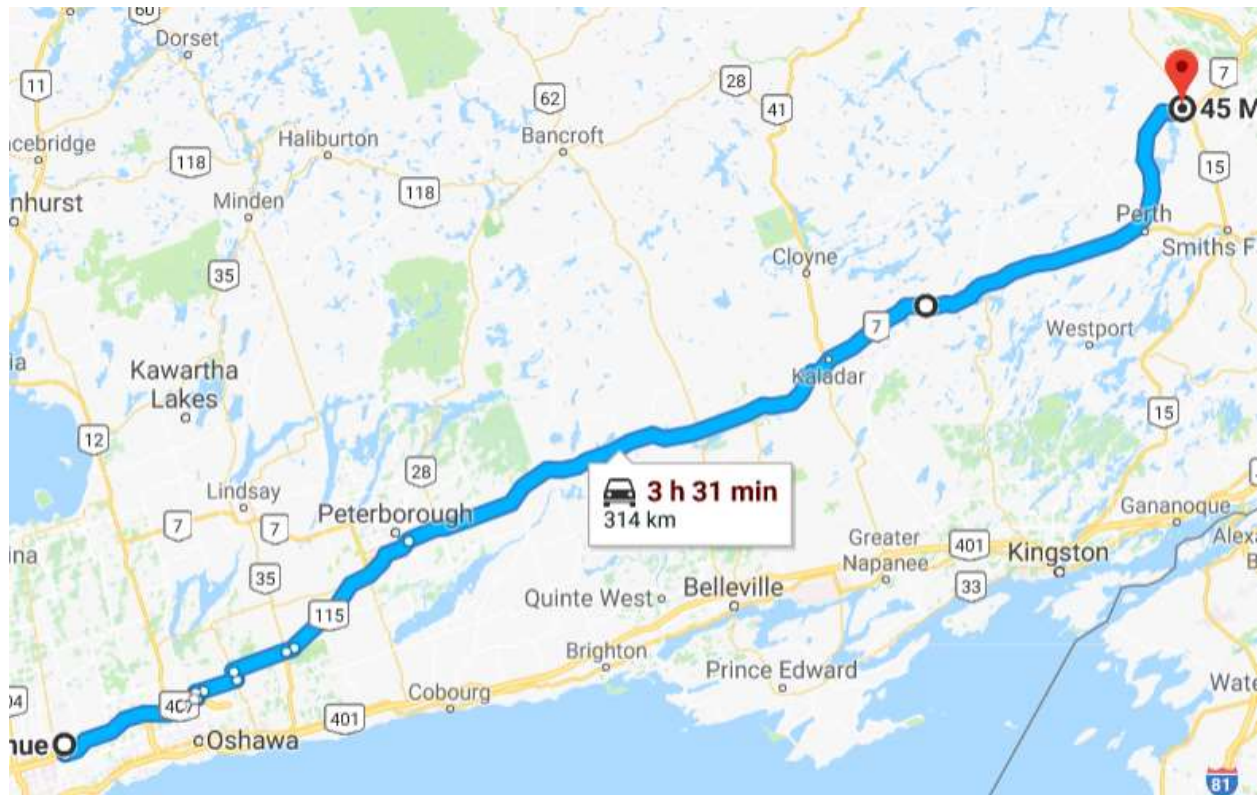 60
Dorset
11
28
7
62
41
45 M
cebridge
Haliburton
Bancroft
118
118
15
nhurst
Minden
Perth
Smiths F
Cloyne
35
7
Westport
ia
Kaladar
Kawartha
Lakes
15
12
28
Lindsay
3 h 31 min
314 km
Peterborough
7
7
Gananoque
ina
Greater
Napanee
401
Kingston
Alexa
B
35
33
Quinte West
Belleville
115
Brighton
Prince Edward
Wate
04
407
Cobourg
401
nue
Oshawa
81